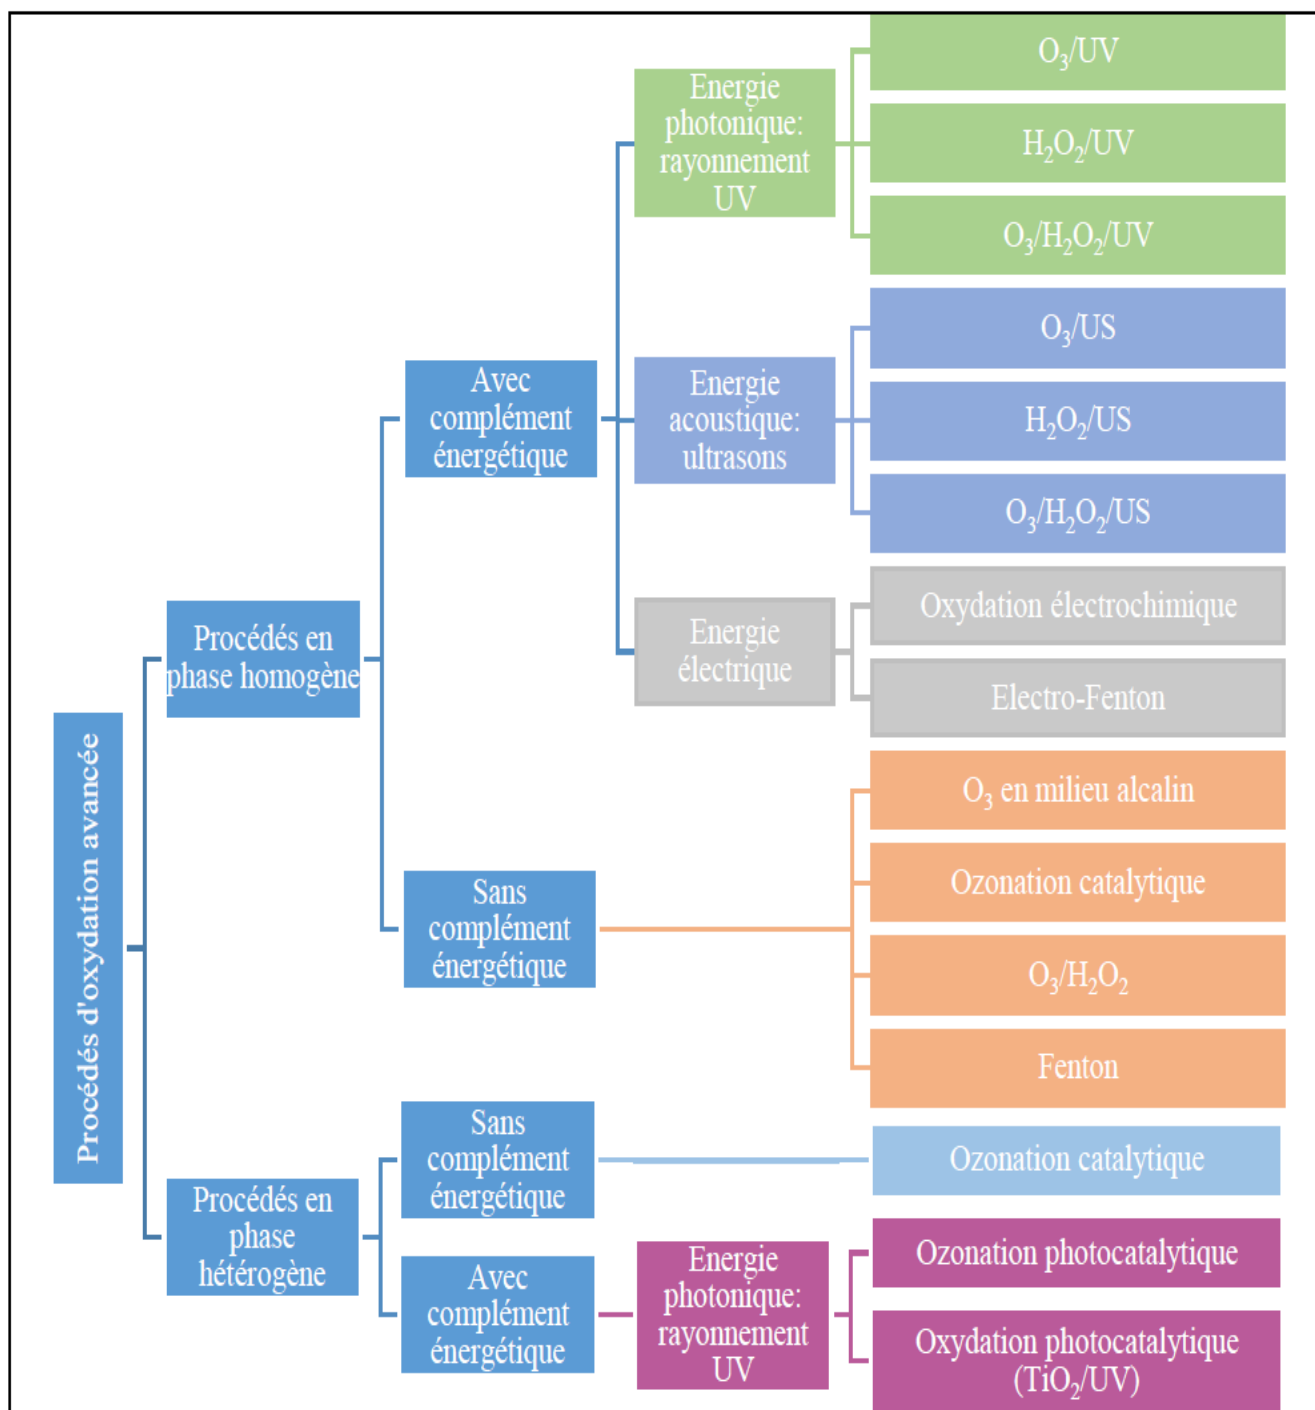 Procédés d'oxydation avancée
Procédés en
phase homogène
Avec
complément
énergétique
Energie
photonique:
rayonnement
UV
O₃/UV
H₂O₂/UV
O₃/H₂O₂/UV
Energie
acoustique:
ultrasons
O₃/US
H₂O₂/US
O₃/H₂O₂/US
Energie
électrique
Oxydation électrochimique
Electro-Fenton
Sans
complément
énergétique
O₃ en milieu alcalin
Ozonation catalytique
O₃/H₂O₂
Fenton
Procédés en
phase
hétérogène
Sans
complément
énergétique
Ozonation catalytique
Avec
complément
énergétique
Energie
photonique:
rayonnement
UV
Ozonation photocatalytique
Oxydation photocatalytique
(TiO₂/UV)